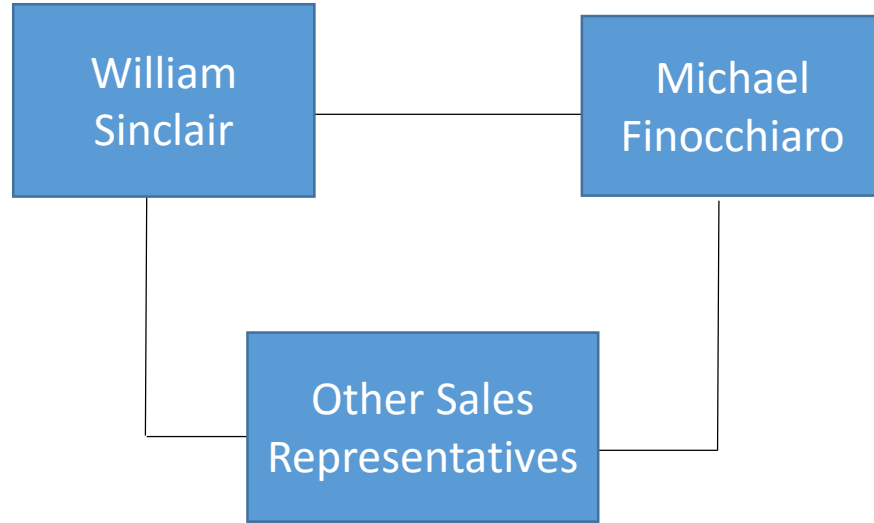 William
Sinclair
Michael
Finocchiaro
Other Sales
Representatives